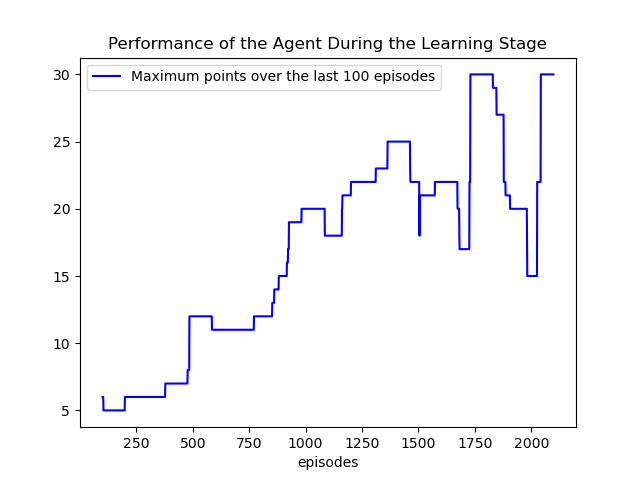 Performance of the Agent During the Learning Stage
Maximum points over the last 100 episodes
30
25
20
15
10
5
250 500 750 1000 1250 1500 1750 2000
episodes